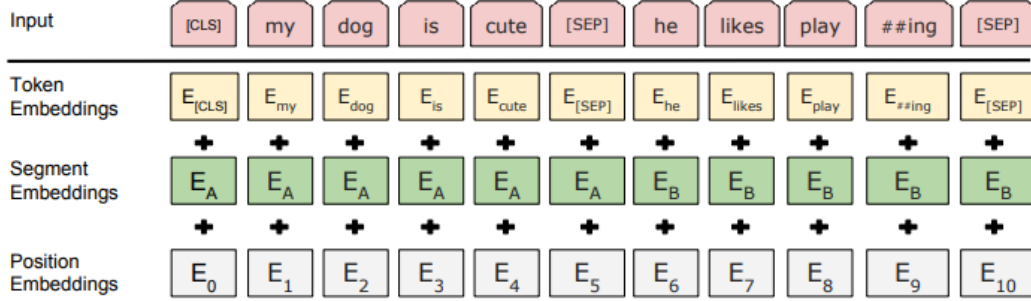 Input [CLS] my dog is cute [SEP] he likes play ##ing [SEP]
Token Embeddings E[CLS] Emy Edog Eis Ecute E[SEP] Ehe Elikes Eplay E##ing E[SEP]
+ + + + + + + + + + +
Segment Embeddings EA EA EA EA EA EA EB EB EB EB EB
+ + + + + + + + + + +
Position Embeddings E0 E1 E2 E3 E4 E5 E6 E7 E8 E9 E10